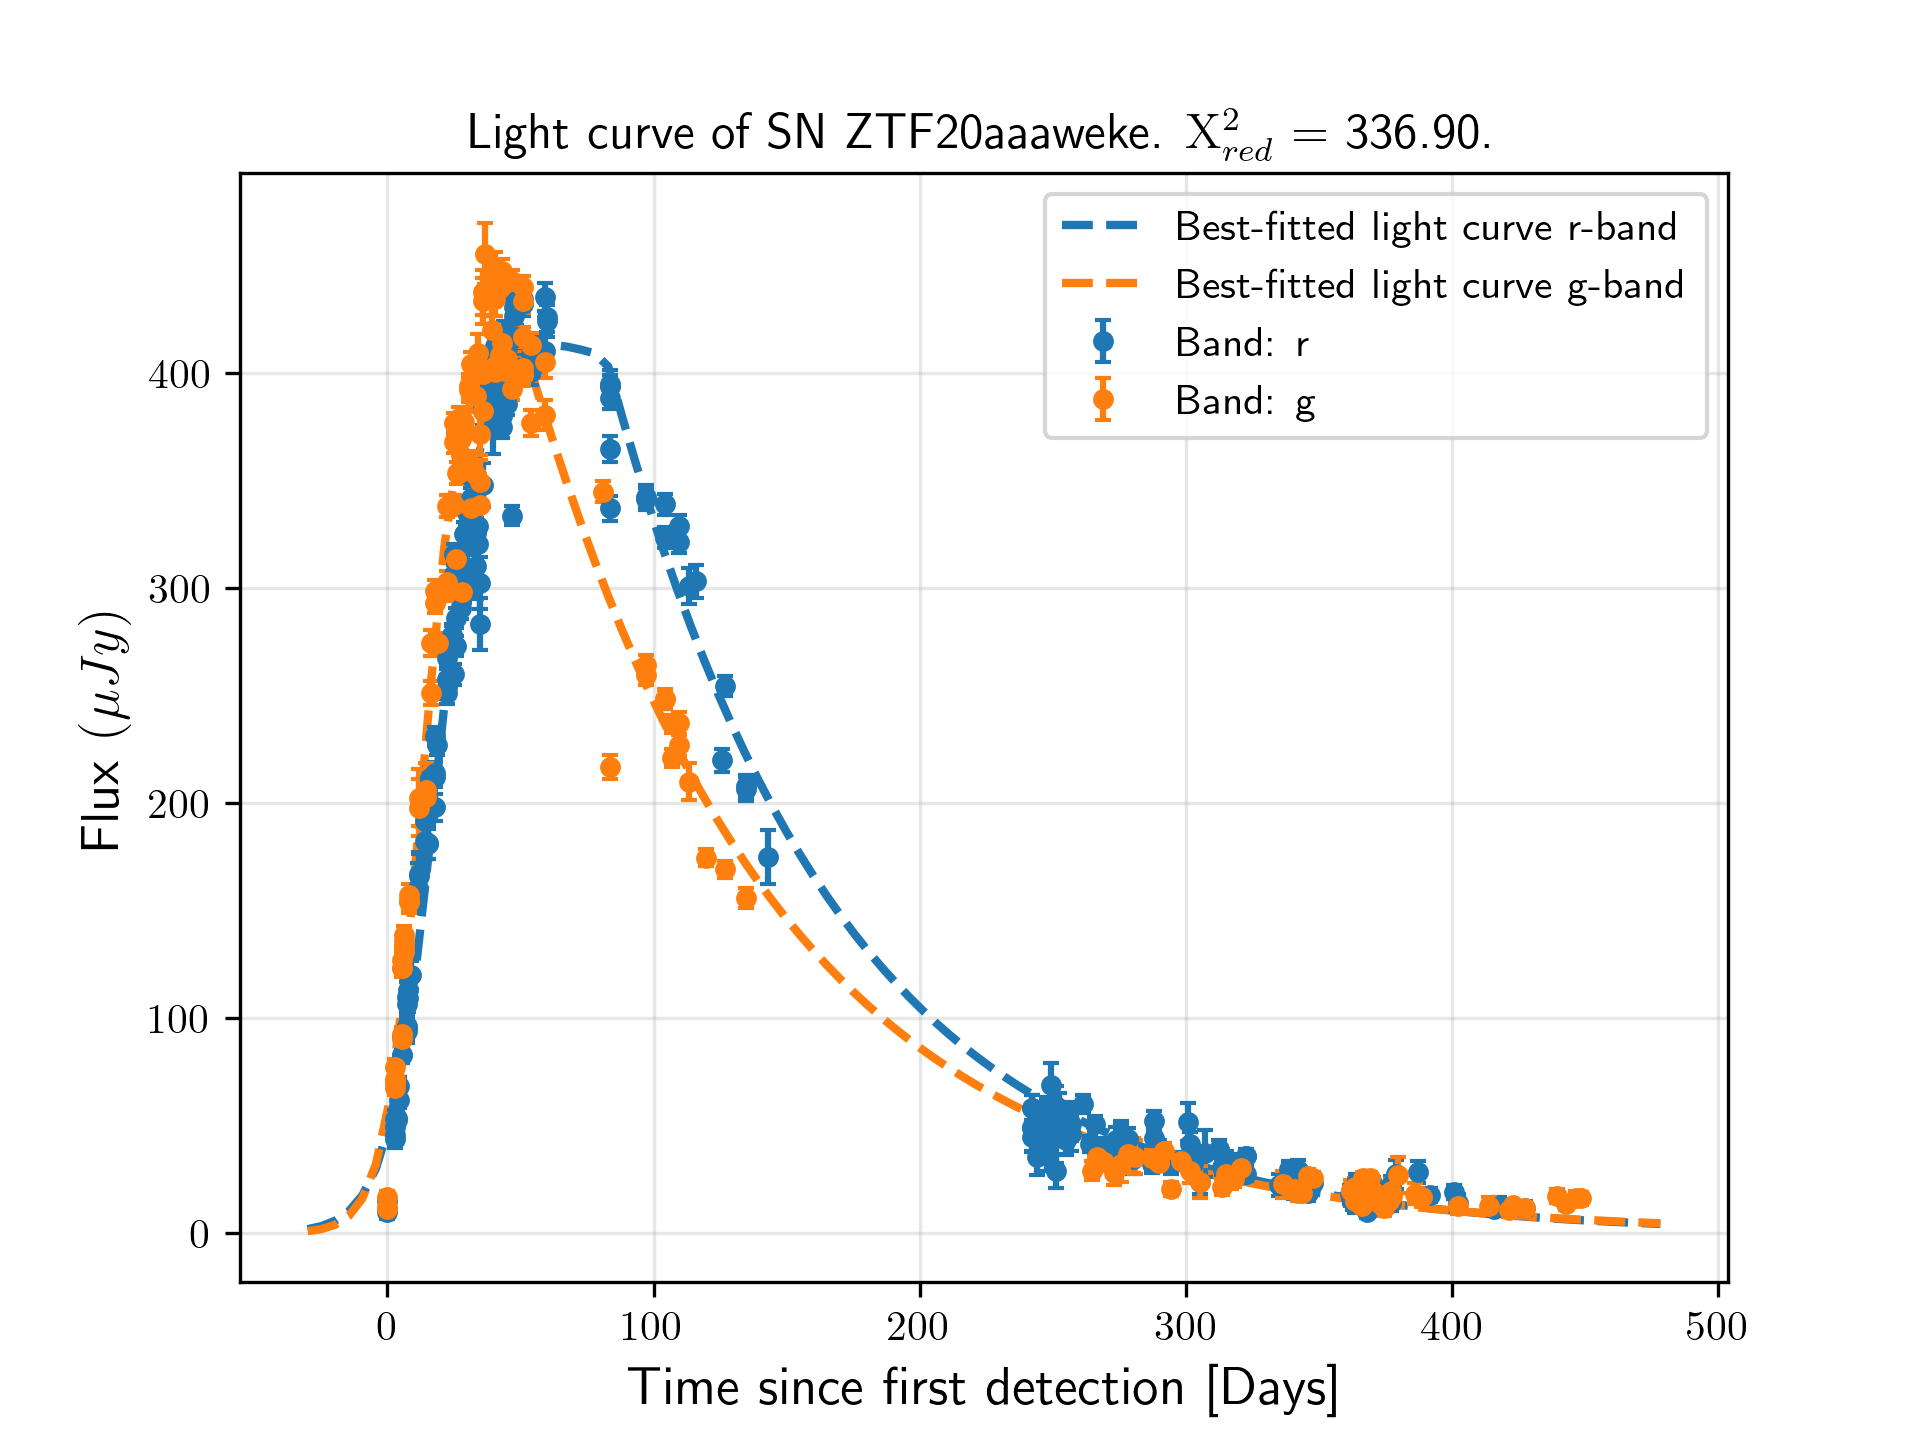 Light curve of SN ZTF20aaaweke. X²_red = 336.90.
Best-fitted light curve r-band
Best-fitted light curve g-band
Band: r
Band: g
Flux (μJy)
400
300
200
100
0
0 100 200 300 400 500
Time since first detection [Days]